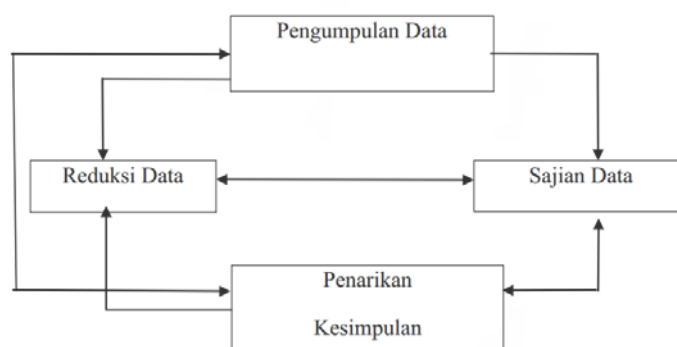 Pengumpulan Data
Reduksi Data
Sajian Data
Penarikan
Kesimpulan